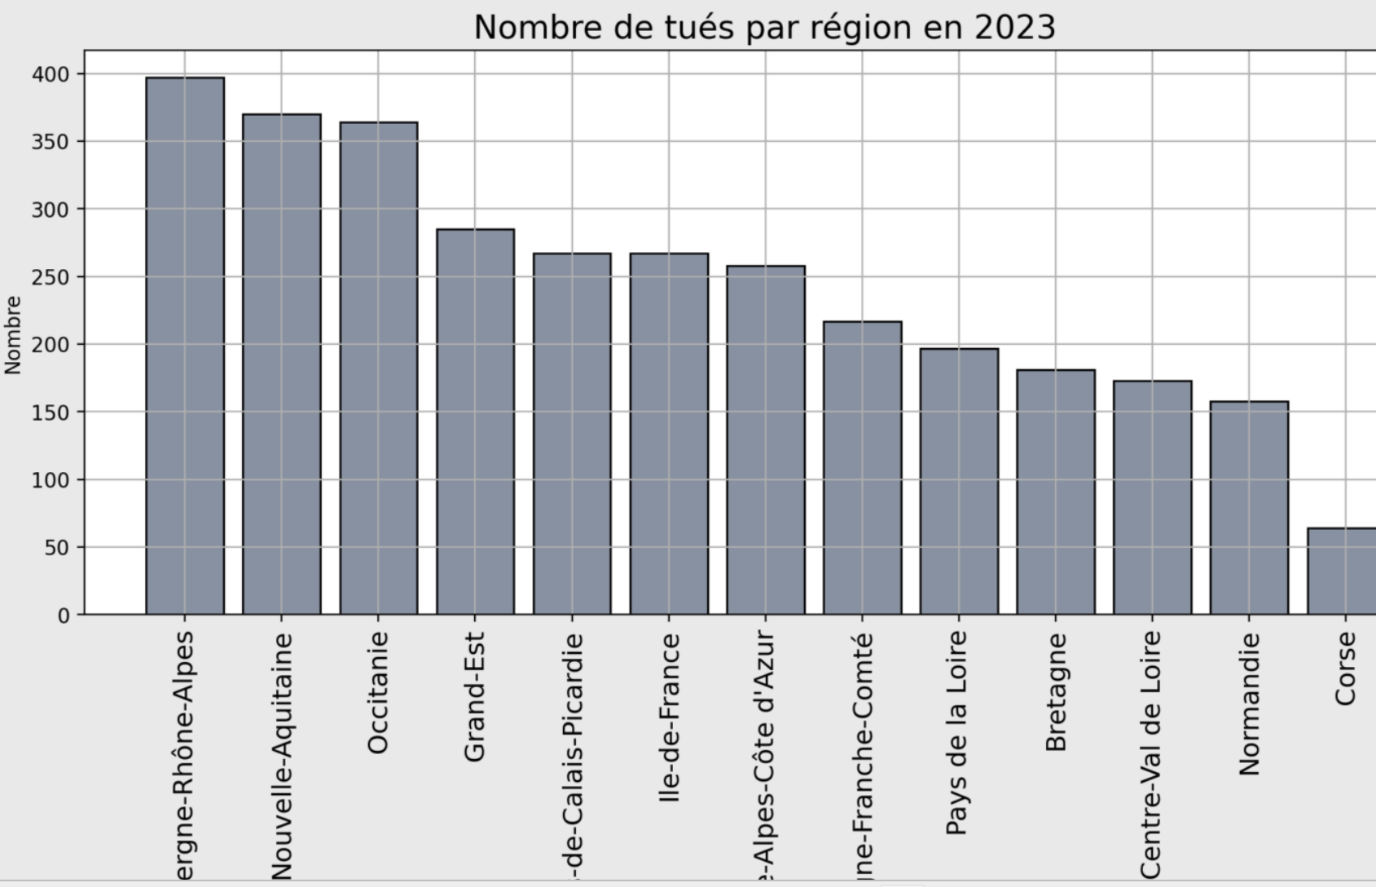 Nombre de tués par région en 2023
Nombre
400
350
300
250
200
150
100
50
0
ergne-Rhône-Alpes
Nouvelle-Aquitaine
Occitanie
Grand-Est
-de-Calais-Picardie
Ile-de-France
e-Alpes-Côte d'Azur
gne-Franche-Comté
Pays de la Loire
Bretagne
Centre-Val de Loire
Normandie
Corse